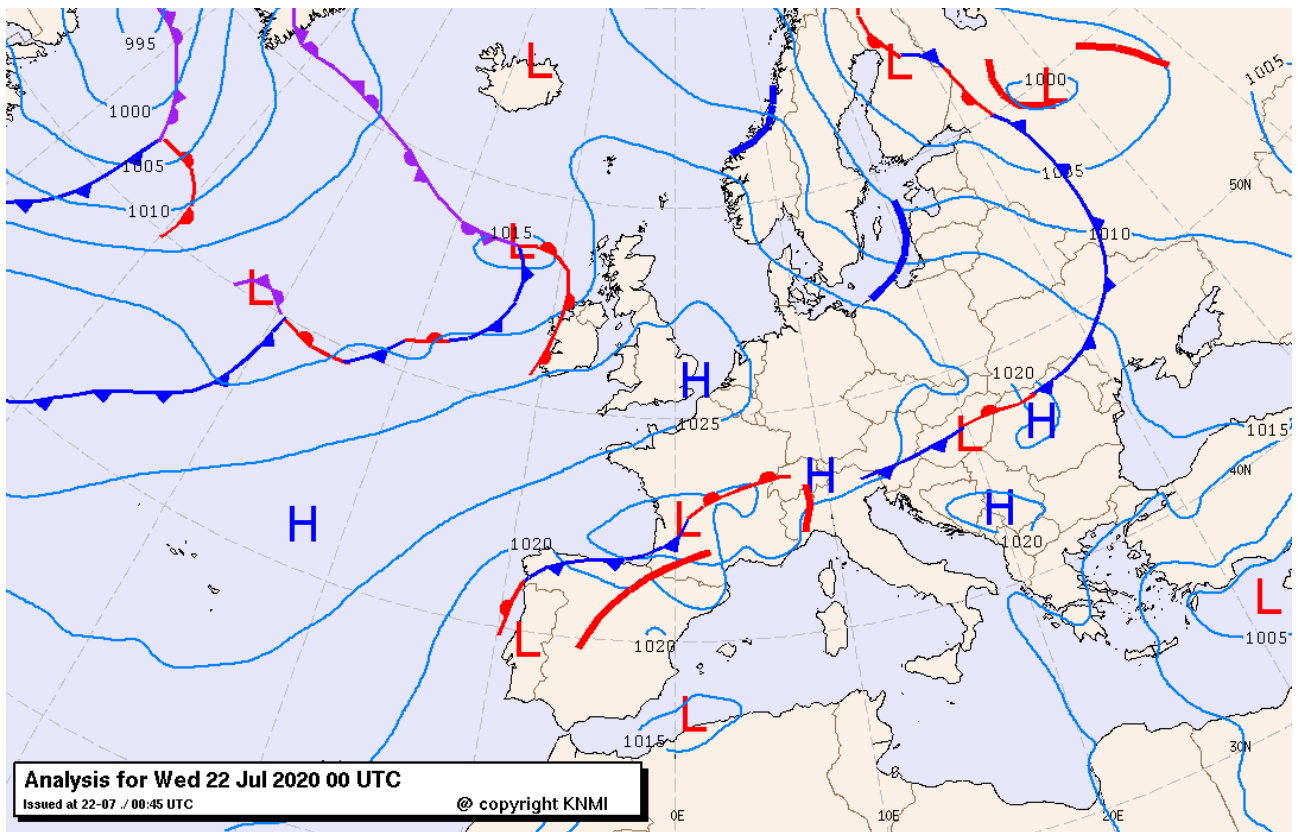 995
L
L
L
1000
1005
1000
1005
50N
1005
1010
1015
L
1010
L
H
1020
1025
H
1015
L
40N
H
H
H
L
1020
1020
L
L
1020
1005
L
1015
30N
Analysis for Wed 22 Jul 2020 00 UTC
Issued at 22-07 ./ 00:45 UTC
@ copyright KNMI
0E
10E
20E